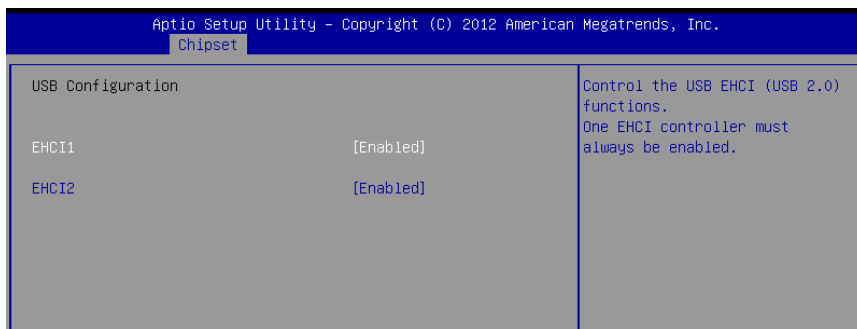 Aptio Setup Utility - Copyright (C) 2012 American Megatrends, Inc.
Chipset
USB Configuration
EHCI1 [Enabled]
EHCI2 [Enabled]
Control the USB EHCI (USB 2.0)
functions.
One EHCI controller must
always be enabled.